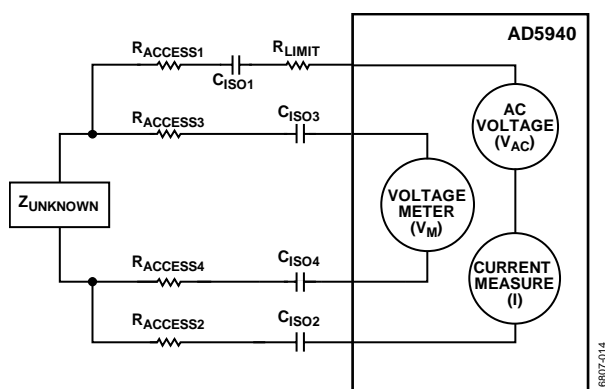 AD5940
RACCESS1
CISO1
RLIMIT
RACCESS3
CISO3
AC
VOLTAGE
(VAC)
ZUNKNOWN
VOLTAGE
METER
(VM)
RACCESS4
CISO4
CURRENT
MEASURE
(I)
RACCESS2
CISO2
6807-014